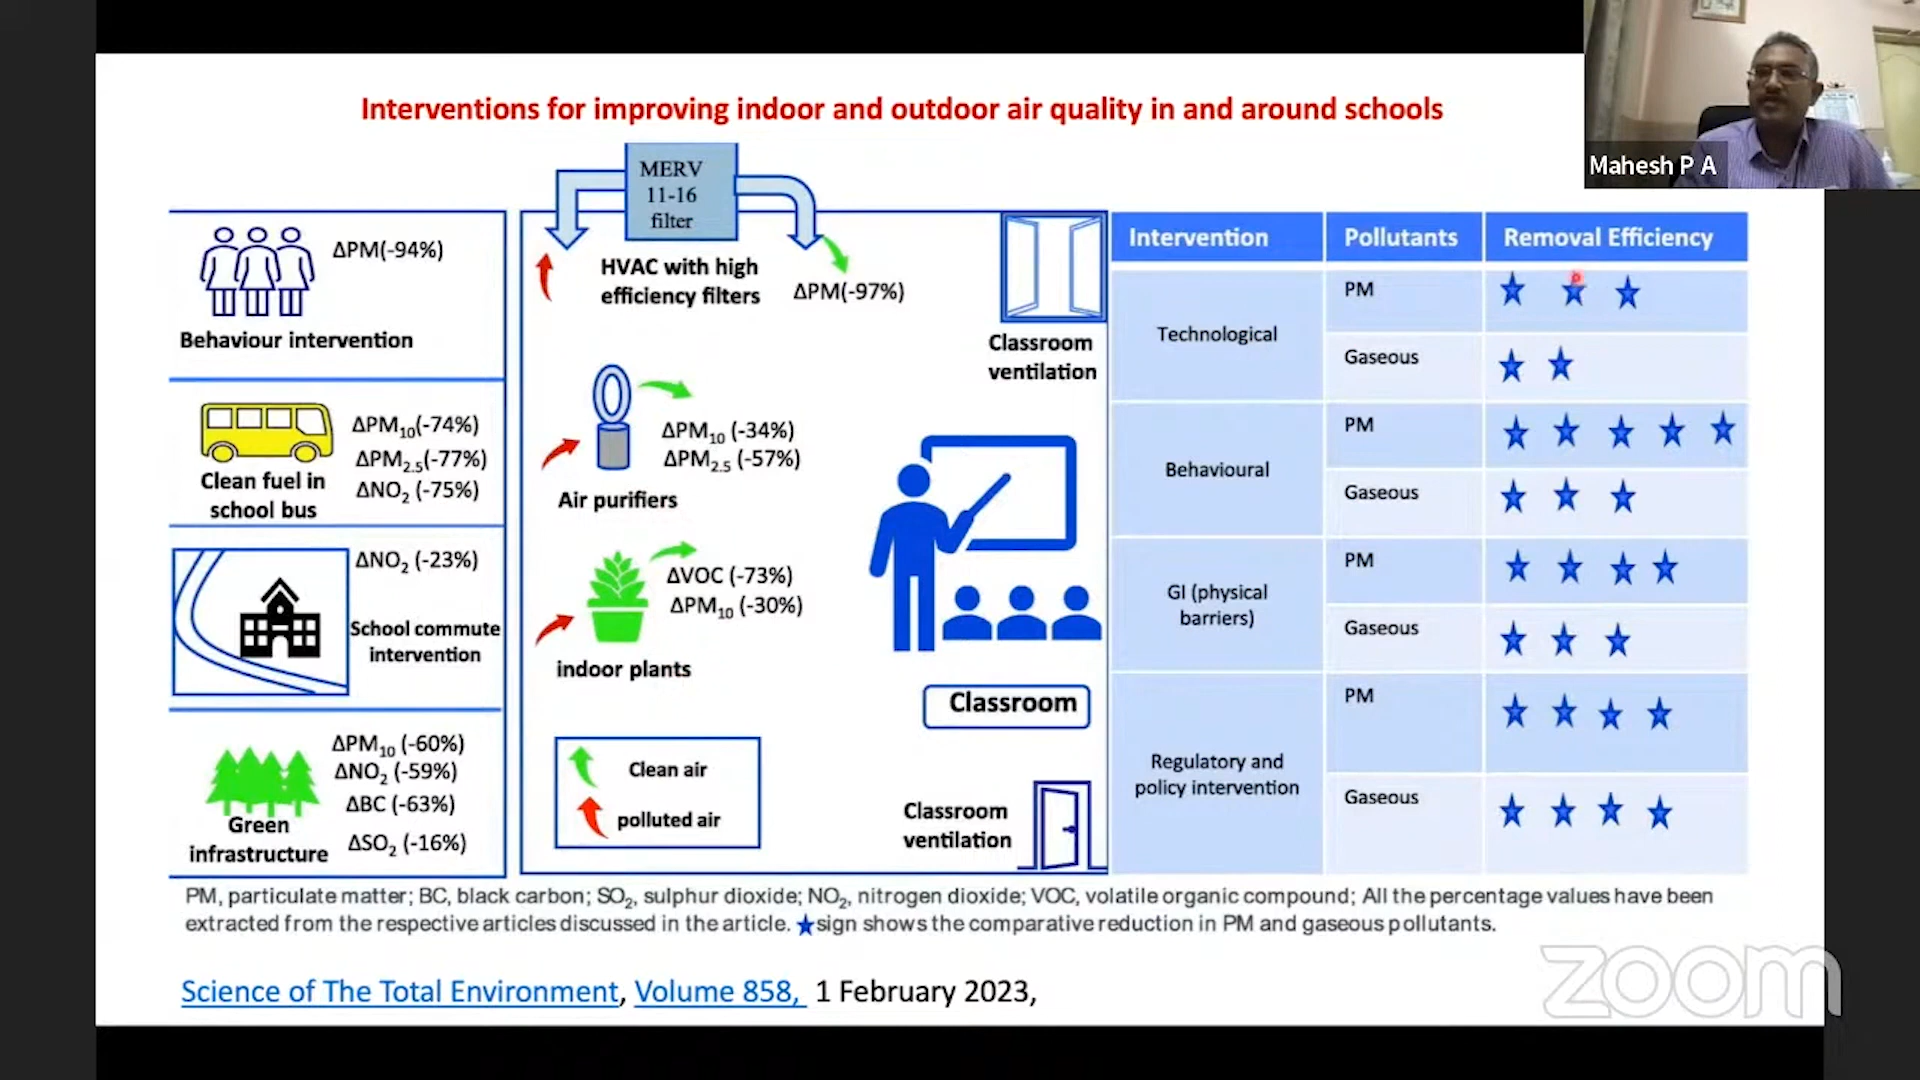 Interventions for improving indoor and outdoor air quality in and around schools
Mahesh P A
MERV
11-16
filter
ΔPM(-94%)
Behaviour intervention
ΔPM₁₀(-74%)
ΔPM₂.₅(-77%)
ΔNO₂ (-75%)
Clean fuel in
school bus
ΔNO₂ (-23%)
School commute
intervention
ΔPM₁₀ (-60%)
ΔNO₂ (-59%)
ΔBC (-63%)
ΔSO₂ (-16%)
Green
infrastructure
HVAC with high
efficiency filters
ΔPM(-97%)
Classroom
ventilation
ΔPM₁₀ (-34%)
ΔPM₂.₅ (-57%)
Air purifiers
ΔVOC (-73%)
ΔPM₁₀ (-30%)
indoor plants
Classroom
Clean air
polluted air
Classroom
ventilation
Intervention Pollutants Removal Efficiency
Technological
PM ★ ★ ★
Gaseous ★ ★
Behavioural
PM ★ ★ ★ ★ ★
Gaseous ★ ★ ★
GI (physical
barriers)
PM ★ ★ ★ ★
Gaseous ★ ★ ★
Regulatory and
policy intervention
PM ★ ★ ★ ★
Gaseous ★ ★ ★ ★
PM, particulate matter; BC, black carbon; SO₂, sulphur dioxide; NO₂, nitrogen dioxide; VOC, volatile organic compound; All the percentage values have been
extracted from the respective articles discussed in the article. ★sign shows the comparative reduction in PM and gaseous pollutants.
Science of The Total Environment, Volume 858, 1 February 2023,
zoom